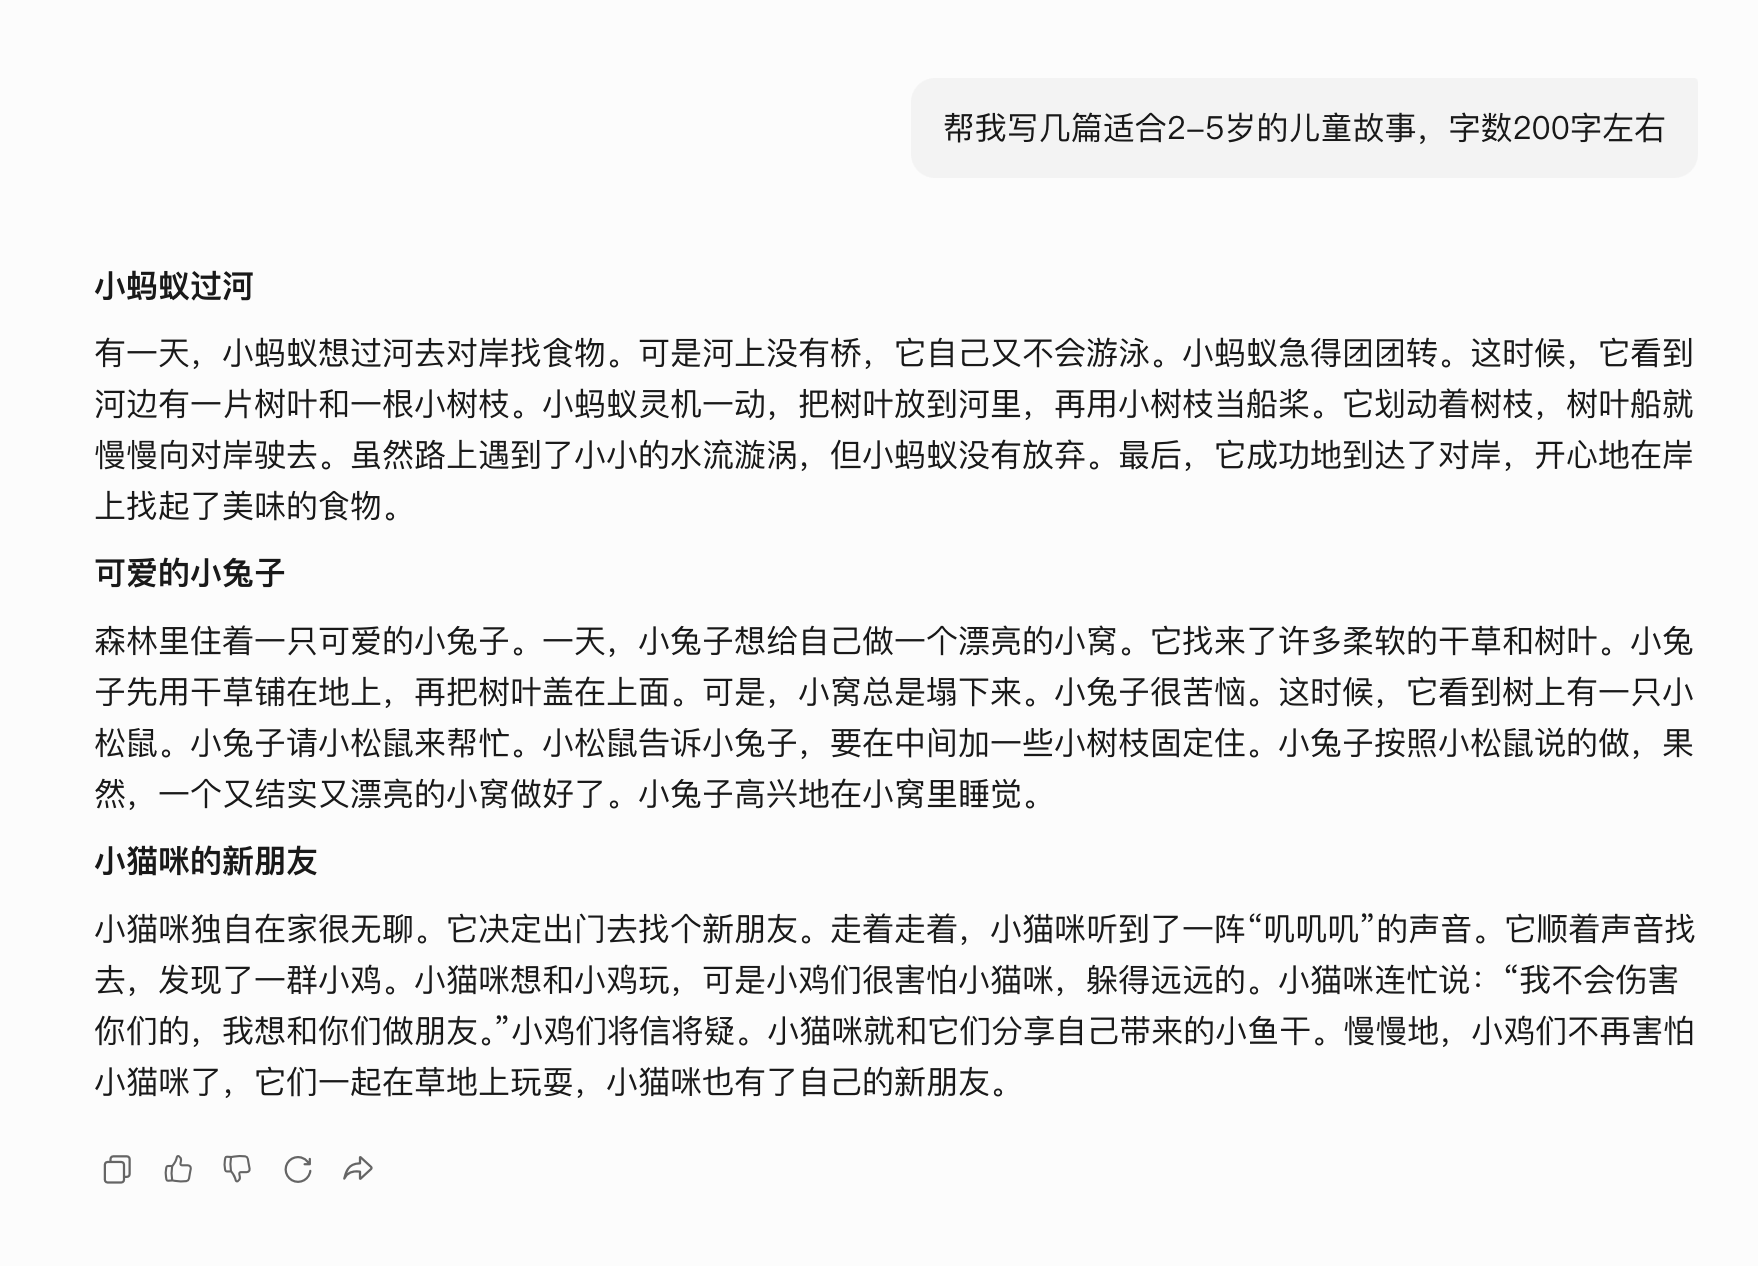 帮我写几篇适合2-5岁的儿童故事，字数200字左右
小蚂蚁过河
有一天，小蚂蚁想过河去对岸找食物。可是河上没有桥，它自己又不会游泳。小蚂蚁急得团团转。这时候，它看到
河边有一片树叶和一根小树枝。小蚂蚁灵机一动，把树叶放到河里，再用小树枝当船桨。它划动着树枝，树叶船就
慢慢向对岸驶去。虽然路上遇到了小小的水流漩涡，但小蚂蚁没有放弃。最后，它成功地到达了对岸，开心地在岸
上找起了美味的食物。
可爱的小兔子
森林里住着一只可爱的小兔子。一天，小兔子想给自己做一个漂亮的小窝。它找来了许多柔软的干草和树叶。小兔
子先用干草铺在地上，再把树叶盖在上面。可是，小窝总是塌下来。小兔子很苦恼。这时候，它看到树上有一只小
松鼠。小兔子请小松鼠来帮忙。小松鼠告诉小兔子，要在中间加一些小树枝固定住。小兔子按照小松鼠说的做，果
然，一个又结实又漂亮的小窝做好了。小兔子高兴地在小窝里睡觉。
小猫咪的新朋友
小猫咪独自在家很无聊。它决定出门去找个新朋友。走着走着，小猫咪听到了一阵“叽叽叽”的声音。它顺着声音找
去，发现了一群小鸡。小猫咪想和小鸡玩，可是小鸡们很害怕小猫咪，躲得远远的。小猫咪连忙说：“我不会伤害
你们的，我想和你们做朋友。”小鸡们将信将疑。小猫咪就和它们分享自己带来的小鱼干。慢慢地，小鸡们不再害怕
小猫咪了，它们一起在草地上玩耍，小猫咪也有了自己的新朋友。